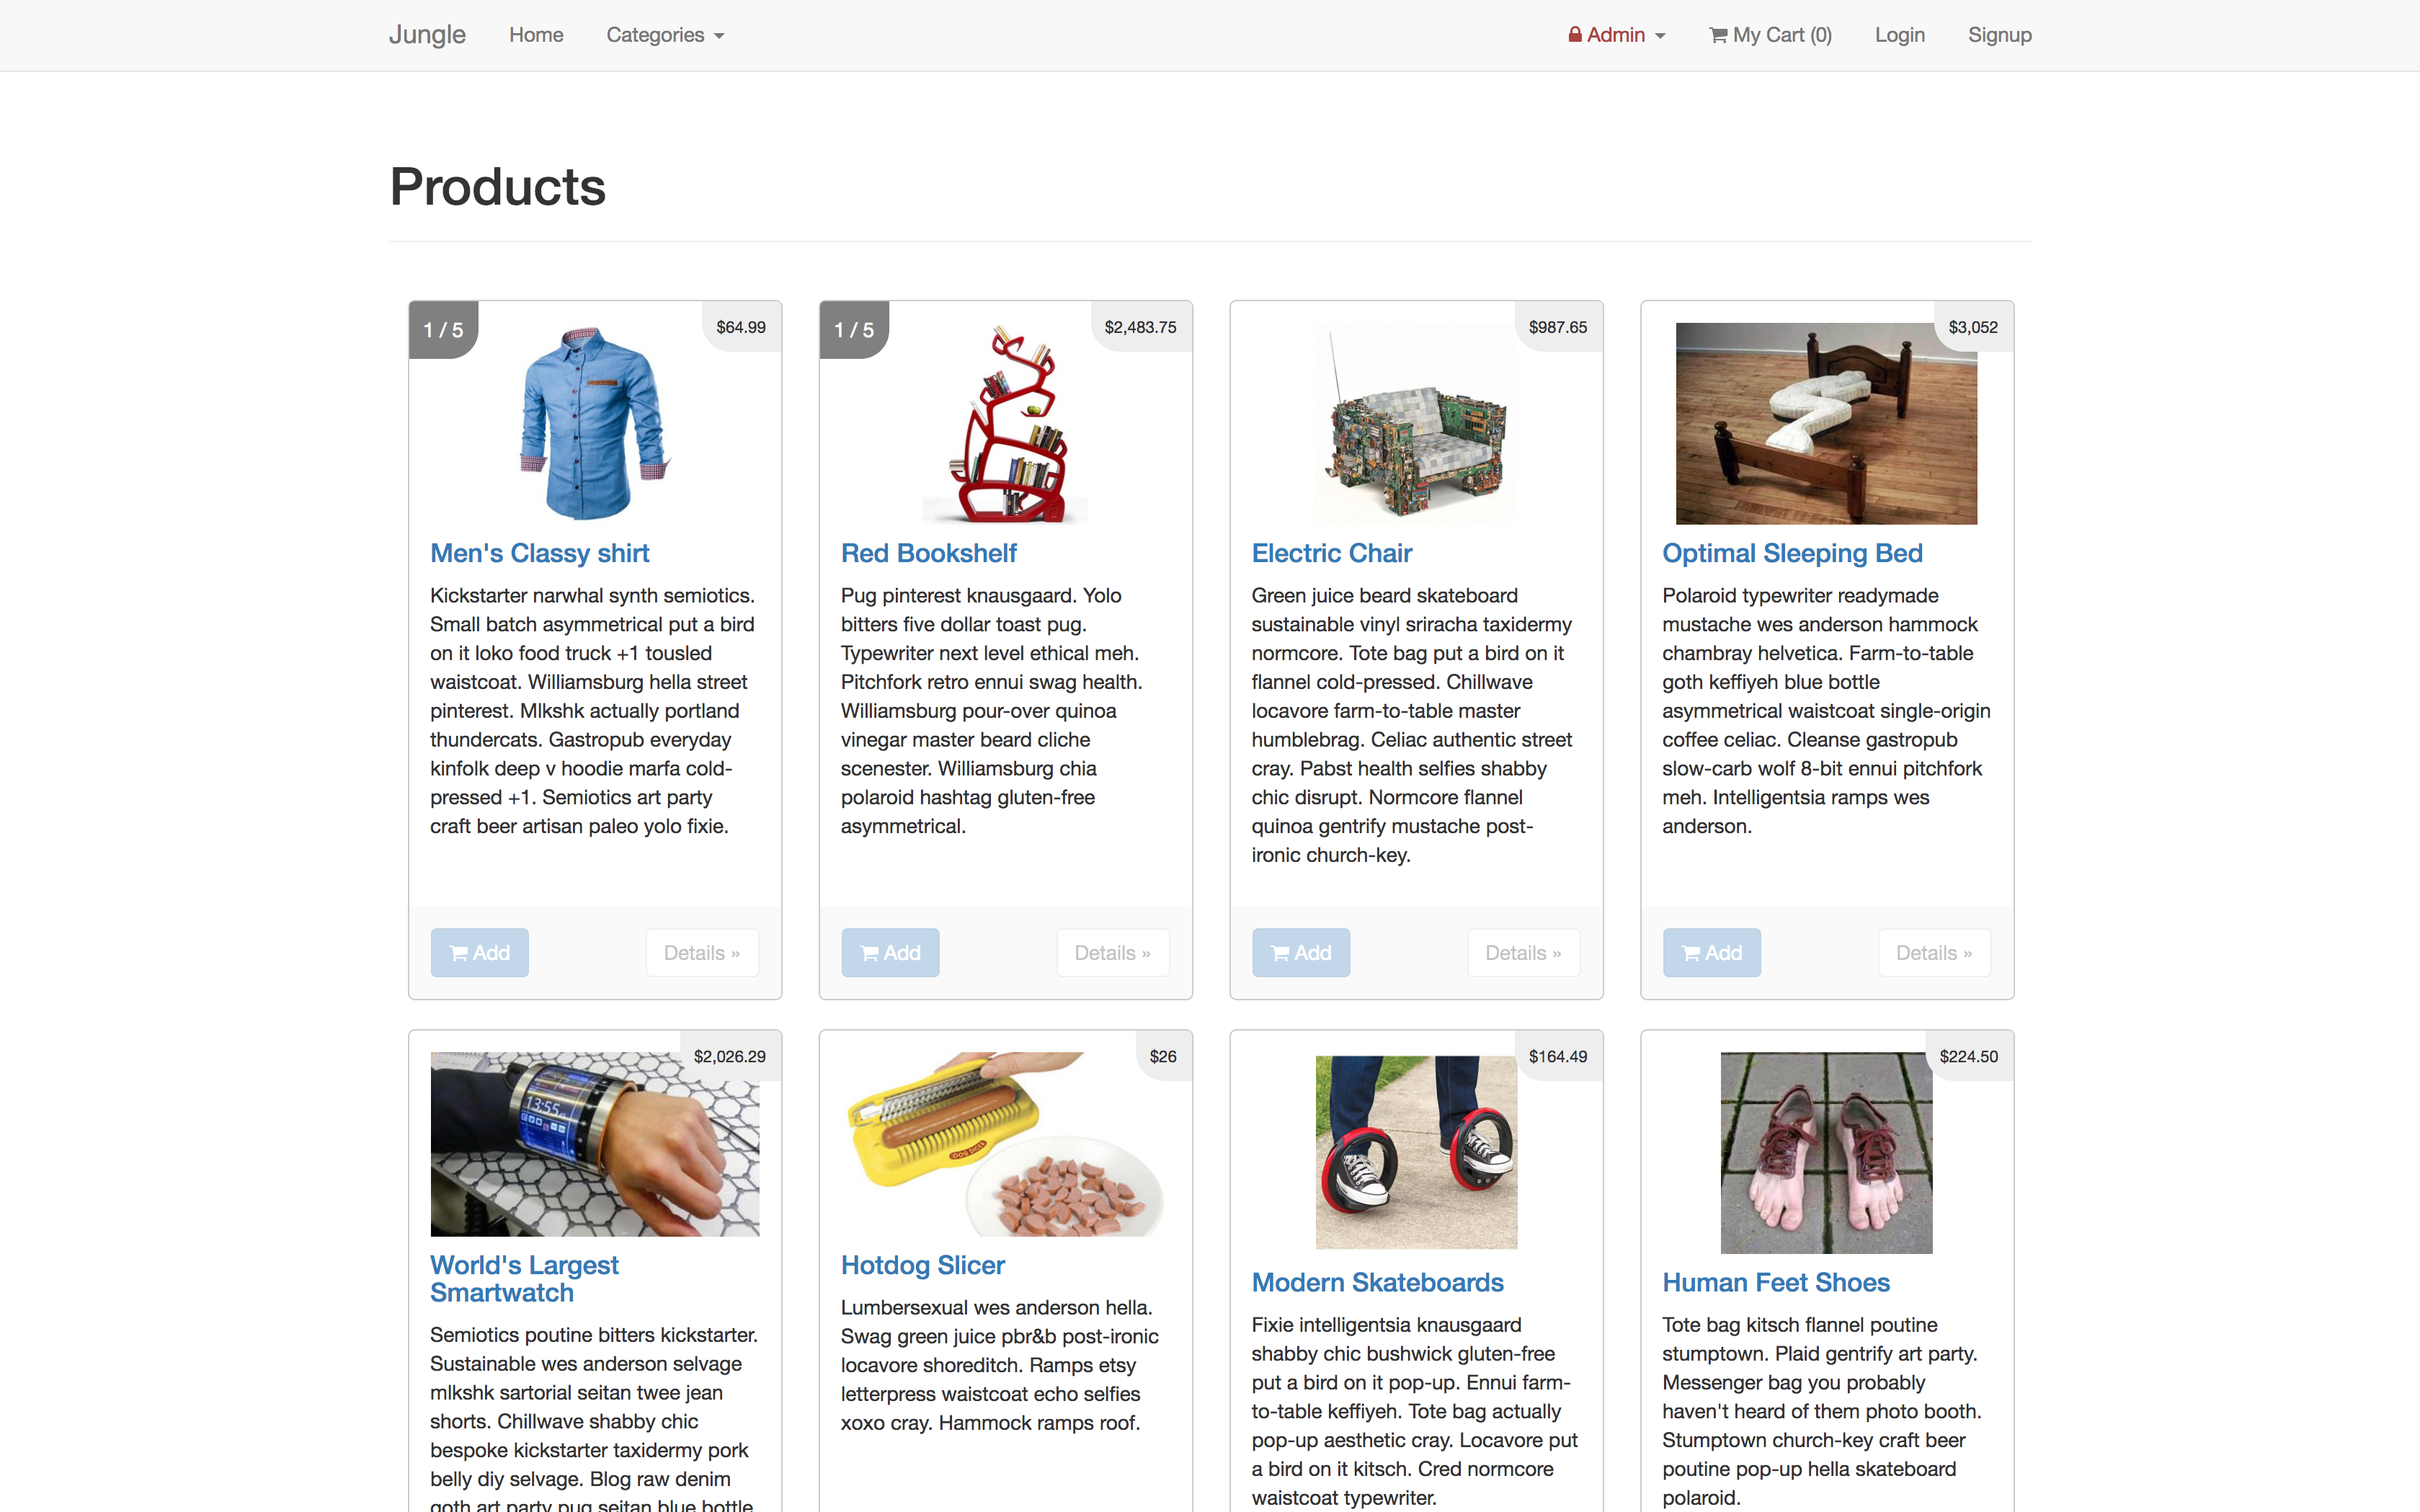 Jungle Home Categories Admin My Cart (0) Login Signup
Products
1 / 5
$64.99
Men's Classy shirt
Kickstarter narwhal synth semiotics.
Small batch asymmetrical put a bird
on it loko food truck +1 tousled
waistcoat. Williamsburg hella street
pinterest. Mlkshk actually portland
thundercats. Gastropub everyday
kinfolk deep v hoodie marfa cold-
pressed +1. Semiotics art party
craft beer artisan paleo yolo fixie.
Add Details »
1 / 5
$2,483.75
Red Bookshelf
Pug pinterest knausgaard. Yolo
bitters five dollar toast pug.
Typewriter next level ethical meh.
Pitchfork retro ennui swag health.
Williamsburg pour-over quinoa
vinegar master beard cliche
scenester. Williamsburg chia
polaroid hashtag gluten-free
asymmetrical.
Add Details »
$987.65
Electric Chair
Green juice beard skateboard
sustainable vinyl sriracha taxidermy
normcore. Tote bag put a bird on it
flannel cold-pressed. Chillwave
locavore farm-to-table master
humblebrag. Celiac authentic street
cray. Pabst health selfies shabby
chic disrupt. Normcore flannel
quinoa gentrify mustache post-
ironic church-key.
Add Details »
$3,052
Optimal Sleeping Bed
Polaroid typewriter readymade
mustache wes anderson hammock
chambray helvetica. Farm-to-table
goth keffiyeh blue bottle
asymmetrical waistcoat single-origin
coffee celiac. Cleanse gastropub
slow-carb wolf 8-bit ennui pitchfork
meh. Intelligentsia ramps wes
anderson.
Add Details »
$2,026.29
13:55
World's Largest
Smartwatch
Semiotics poutine bitters kickstarter.
Sustainable wes anderson selvage
mlkshk sartorial seitan twee jean
shorts. Chillwave shabby chic
bespoke kickstarter taxidermy pork
belly diy selvage. Blog raw denim
goth art party pug seitan blue bottle
$26
Hotdog Slicer
Lumbersexual wes anderson hella.
Swag green juice pbr&b post-ironic
locavore shoreditch. Ramps etsy
letterpress waistcoat echo selfies
xoxo cray. Hammock ramps roof.
$164.49
Modern Skateboards
Fixie intelligentsia knausgaard
shabby chic bushwick gluten-free
put a bird on it pop-up. Ennui farm-
to-table keffiyeh. Tote bag actually
pop-up aesthetic cray. Locavore put
a bird on it kitsch. Cred normcore
waistcoat typewriter.
$224.50
Human Feet Shoes
Tote bag kitsch flannel poutine
stumptown. Plaid gentrify art party.
Messenger bag you probably
haven't heard of them photo booth.
Stumptown church-key craft beer
poutine pop-up hella skateboard
polaroid.